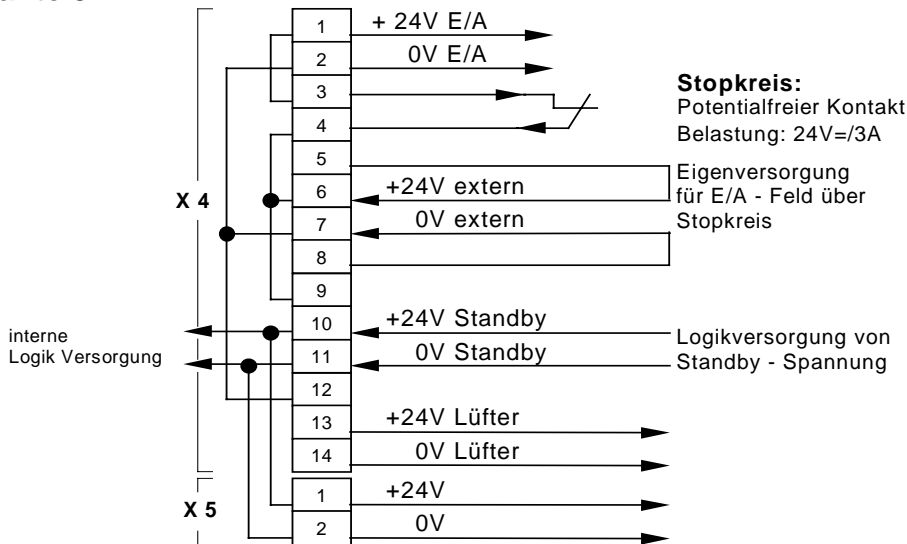 1
+ 24V E/A
2
0V E/A
3
4
Stopkreis:
Potentialfreier Kontakt
Belastung: 24V=/3A
5
6
+24V extern
7
0V extern
8
9
Eigenversorgung
für E/A - Feld über
Stopkreis
X 4
10
+24V Standby
11
0V Standby
Logikversorgung von
Standby - Spannung
interne
Logik Versorgung
12
13
+24V Lüfter
14
0V Lüfter
X 5
1
+24V
2
0V